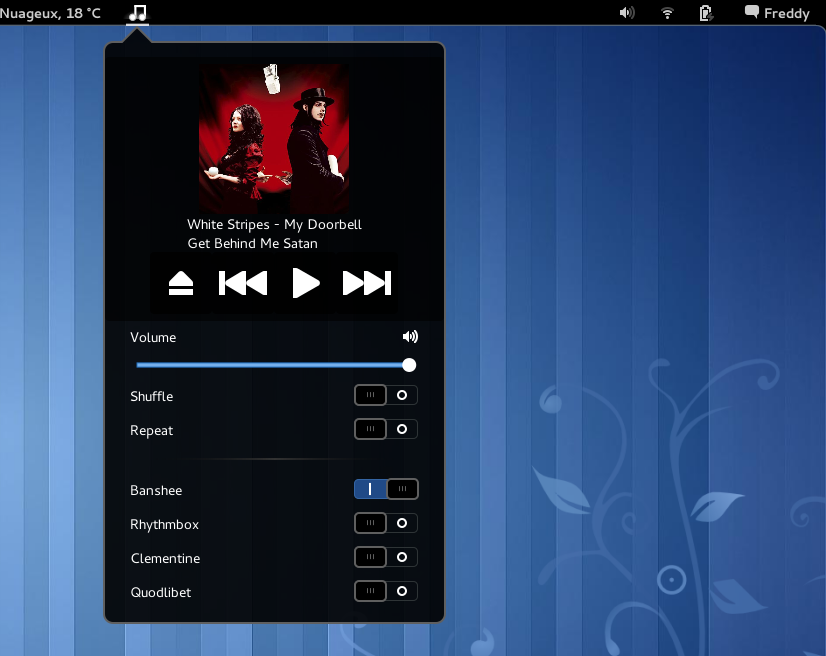 Nuageux, 18 °C
Freddy
White Stripes - My Doorbell
Get Behind Me Satan
Volume
Shuffle
Repeat
Banshee
Rhythmbox
Clementine
Quodlibet